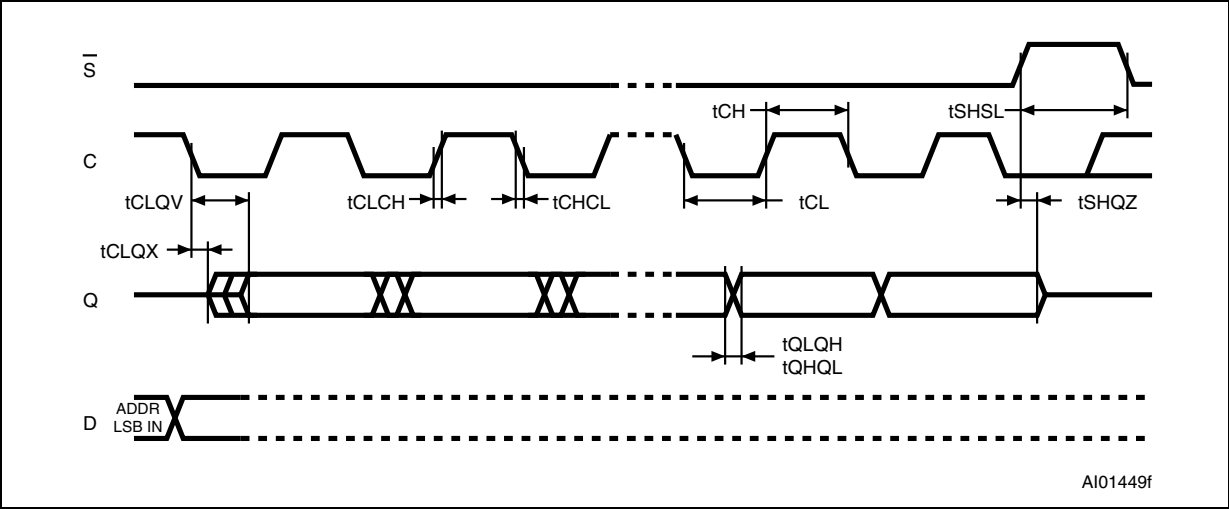 S̅
tCH
tSHSL
C
tCLQV
tCLCH
tCHCL
tCL
tSHQZ
tCLQX
Q
tQLQH
tQHQL
D
ADDR
LSB IN
AI01449f